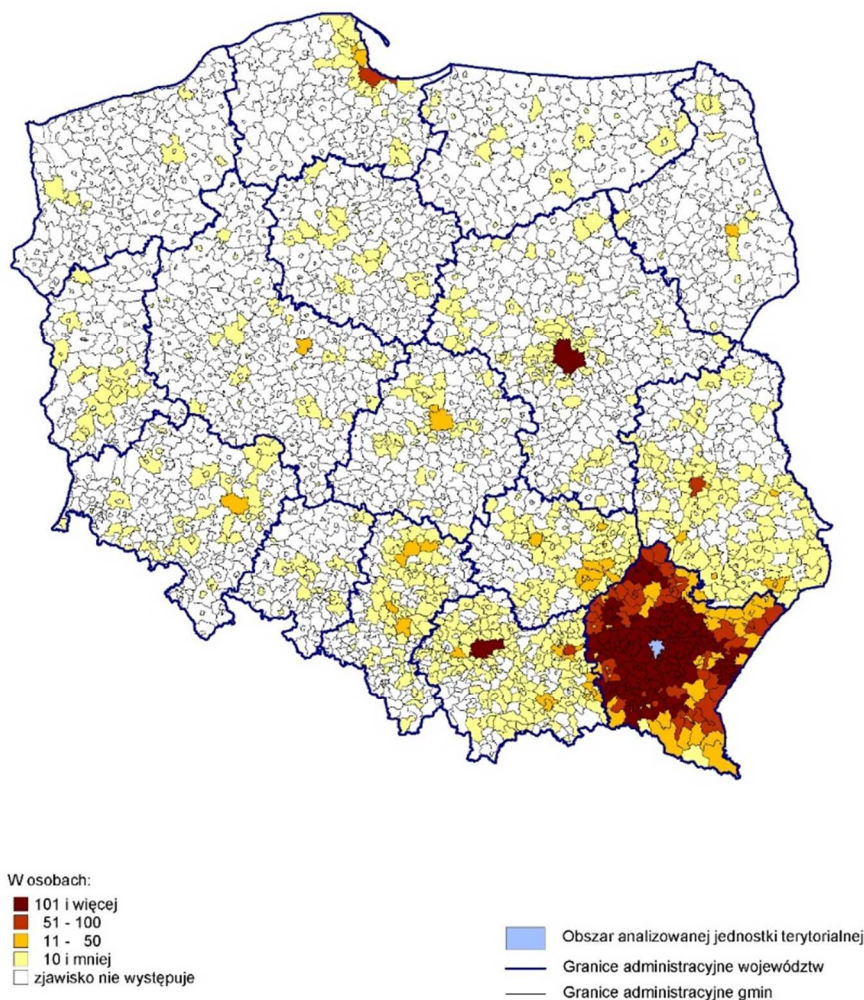 W osobach:
101 i więcej
51 - 100
11 - 50
10 i mniej
zjawisko nie występuje
Obszar analizowanej jednostki terytorialnej
Granice administracyjne województw
Granice administracyjne gmin